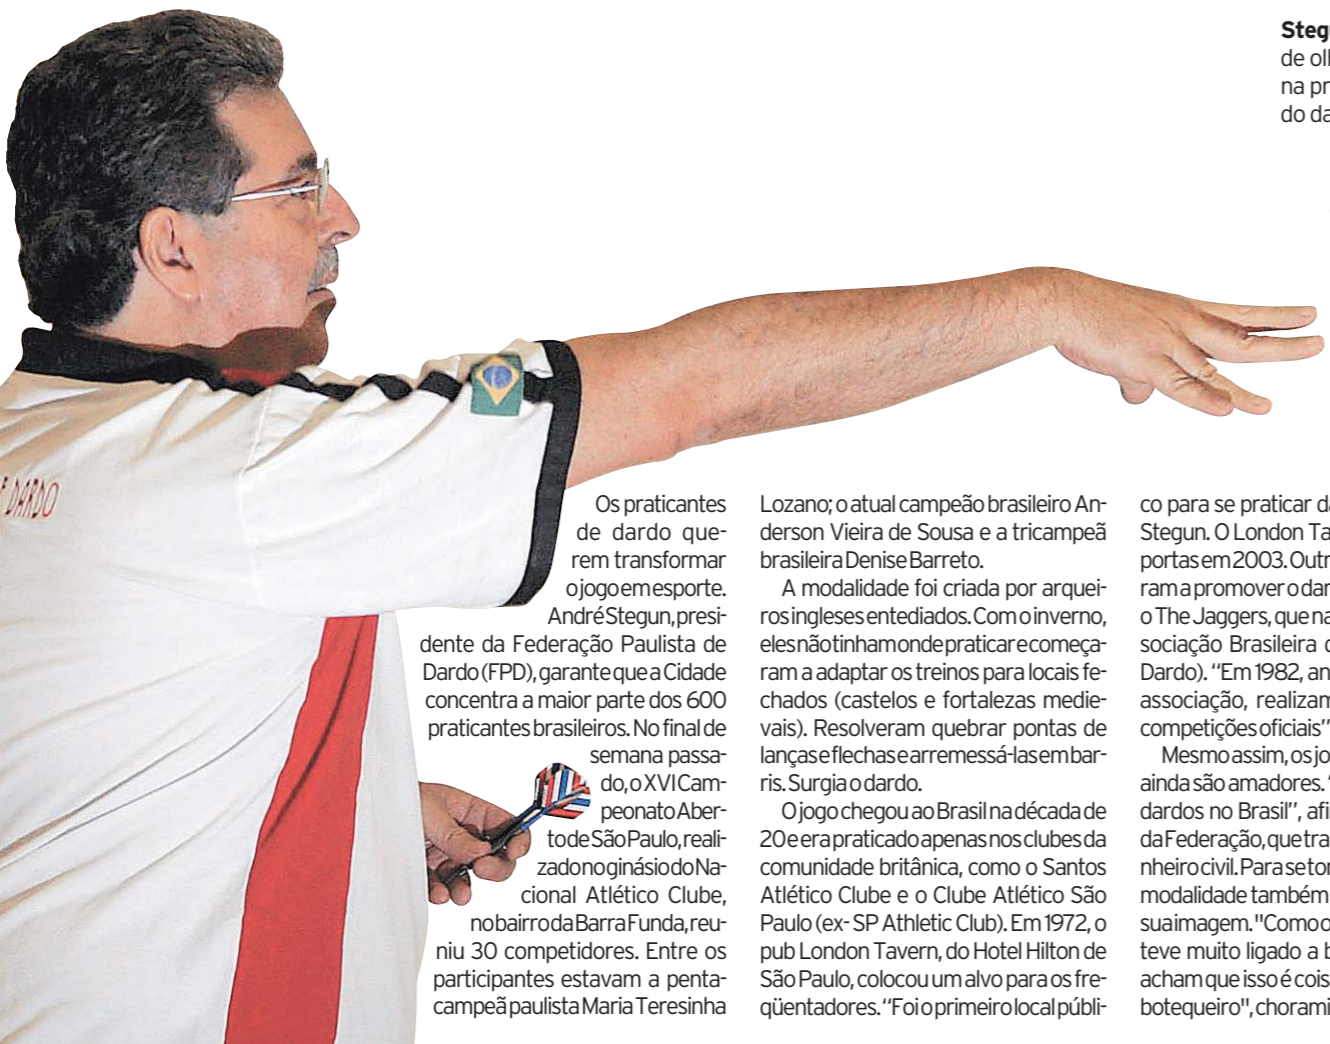 Steg
de ol
na pr
do da
DARDO
Os praticantes
de dardo que-
rem transformar
o jogo em esporte.
André Stegun, presi-
dente da Federação Paulista de
Dardo (FPD), garante que a Cidade
concentra a maior parte dos 600
praticantes brasileiros. No final de
semana passa-
do, o XVI Cam-
peonato Aber-
to de São Paulo, reali-
zado no ginásio do Na-
cional Atlético Clube,
no bairro da Barra Funda, reu-
niu 30 competidores. Entre os
participantes estavam a penta-
campeã paulista Maria Teresinha
Lozano; o atual campeão brasileiro An-
derson Vieira de Sousa e a tricampeã
brasileira Denise Barreto.
A modalidade foi criada por arquei-
ros ingleses entediados. Com o inverno,
eles não tinham onde praticar e começa-
ram a adaptar os treinos para locais fe-
chados (castelos e fortalezas medie-
vais). Resolveram quebrar pontas de
lanças e flechas e arremessá-las em bar-
ris. Surgia o dardo.
O jogo chegou ao Brasil na década de
20 e era praticado apenas nos clubes da
comunidade britânica, como o Santos
Atlético Clube e o Clube Atlético São
Paulo (ex- SP Athletic Club). Em 1972, o
pub London Tavern, do Hotel Hilton de
São Paulo, colocou um alvo para os fre-
qüentadores. “Foi o primeiro local públi-
co para se praticar da
Stegun. O London Ta
portas em 2003. Outr
ram a promover o dar
o The Jaggers, que na
sociação Brasileira d
Dardo). “Em 1982, an
associação, realizam
competições oficiais”
Mesmo assim, os jo
ainda são amadores. “
dardos no Brasil”, afi
da Federação, que tra
nheiro civil. Para se tor
modalidade também
sua imagem. "Como o
teve muito ligado a b
acham que isso é cois
botequeiro", chorami